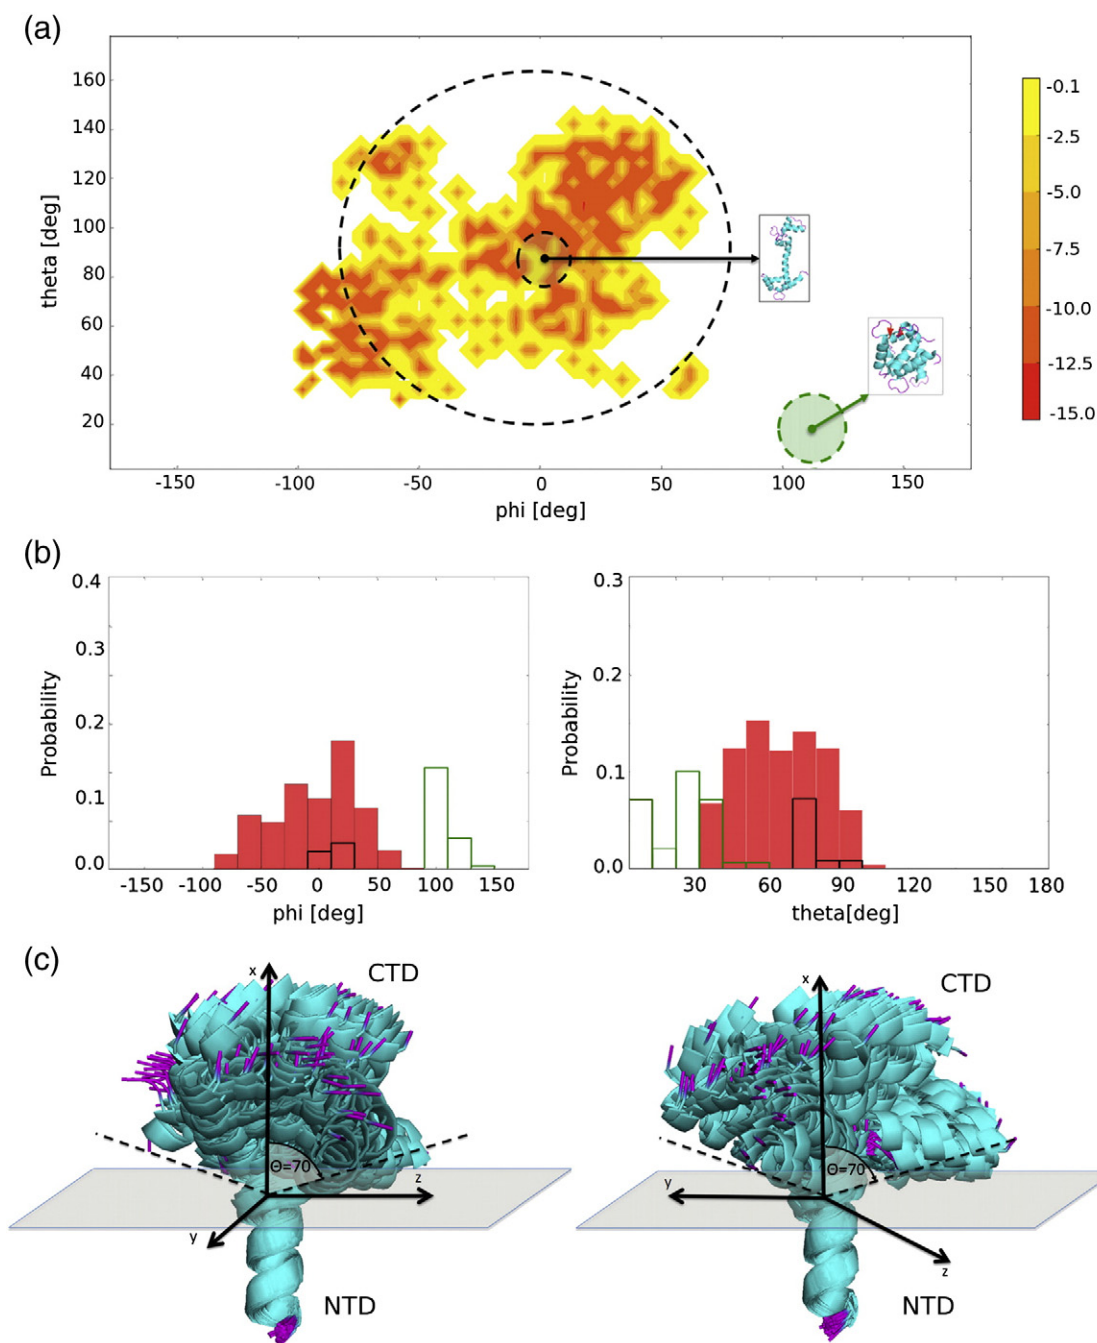 (a)
160
140
120
100
80
60
40
20
theta [deg]
-150 -100 -50 0 50 100 150
phi [deg]
-0.1
-2.5
-5.0
-7.5
-10.0
-12.5
-15.0
(b)
0.4
0.3
0.2
0.1
0.0
Probability
-150 -100 -50 0 50 100 150
phi [deg]
0.3
0.2
0.1
0.0
Probability
30 60 90 120 150 180
theta[deg]
(c)
x
CTD
Θ=70
z
y
NTD
x
CTD
Θ=70
y
z
NTD